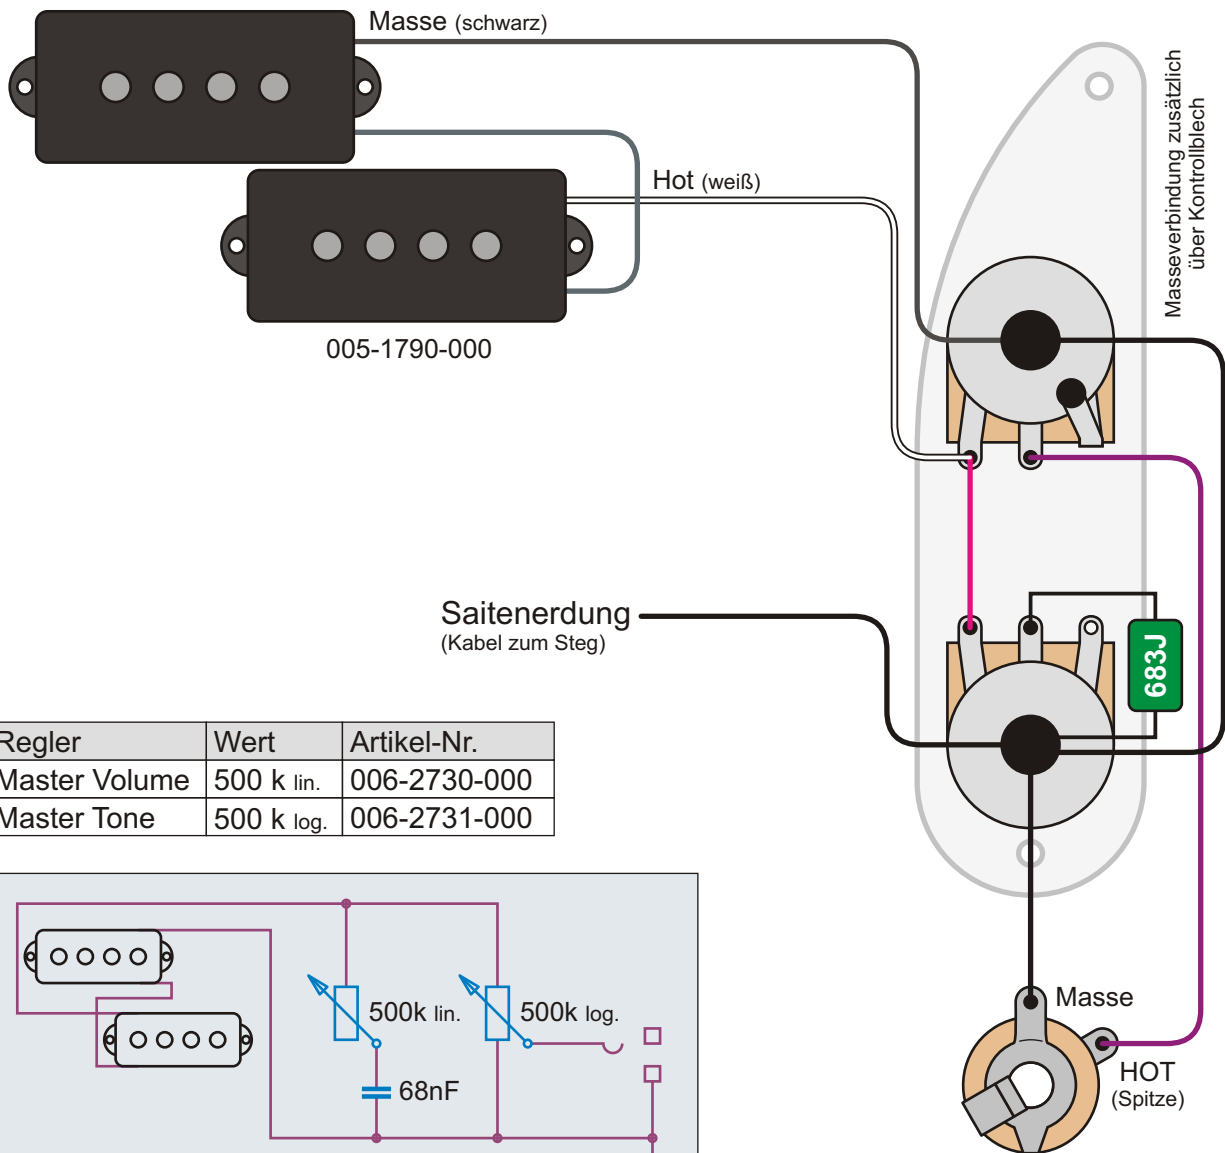 Masse (schwarz)
Hot (weiß)
005-1790-000
Masseverbindung zusätzlich
über Kontrollblech
Saitenerdung
(Kabel zum Steg)
683J
Regler Wert Artikel-Nr.
Master Volume 500 k lin. 006-2730-000
Master Tone 500 k log. 006-2731-000
500k lin.
500k log.
68nF
Masse
HOT
(Spitze)